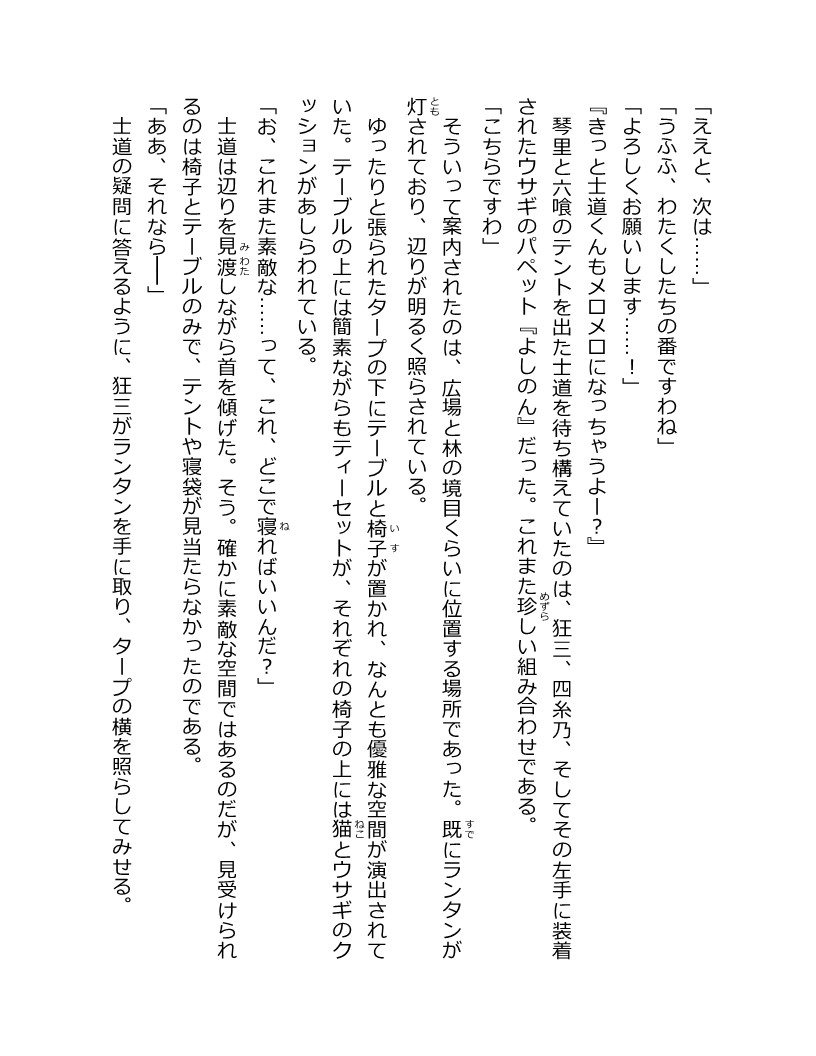 「ええと、次は……」
「うふふ、わたくしたちの番ですわね」
「よろしくお願いします……！」
『きっと士道くんもメロメロになっちゃうよー？』
　琴里と六喰のテントを出た士道を待ち構えていたのは、狂三、四糸乃、そしてその左手に装着
されたウサギのパペット『よしのん』だった。これまた珍しい組み合わせである。
「こちらですわ」
　そういって案内されたのは、広場と林の境目くらいに位置する場所であった。既にランタンが
灯されており、辺りが明るく照らされている。
　ゆったりと張られたタープの下にテーブルと椅子が置かれ、なんとも優雅な空間が演出されて
いた。テーブルの上には簡素ながらもティーセットが、それぞれの椅子の上には猫とウサギのク
ッションがあしらわれている。
「お、これまた素敵な……って、これ、どこで寝ればいいんだ？」
　士道は辺りを見渡しながら首を傾げた。そう。確かに素敵な空間ではあるのだが、見受けられ
るのは椅子とテーブルのみで、テントや寝袋が見当たらなかったのである。
「ああ、それなら――」
　士道の疑問に答えるように、狂三がランタンを手に取り、タープの横を照らしてみせる。